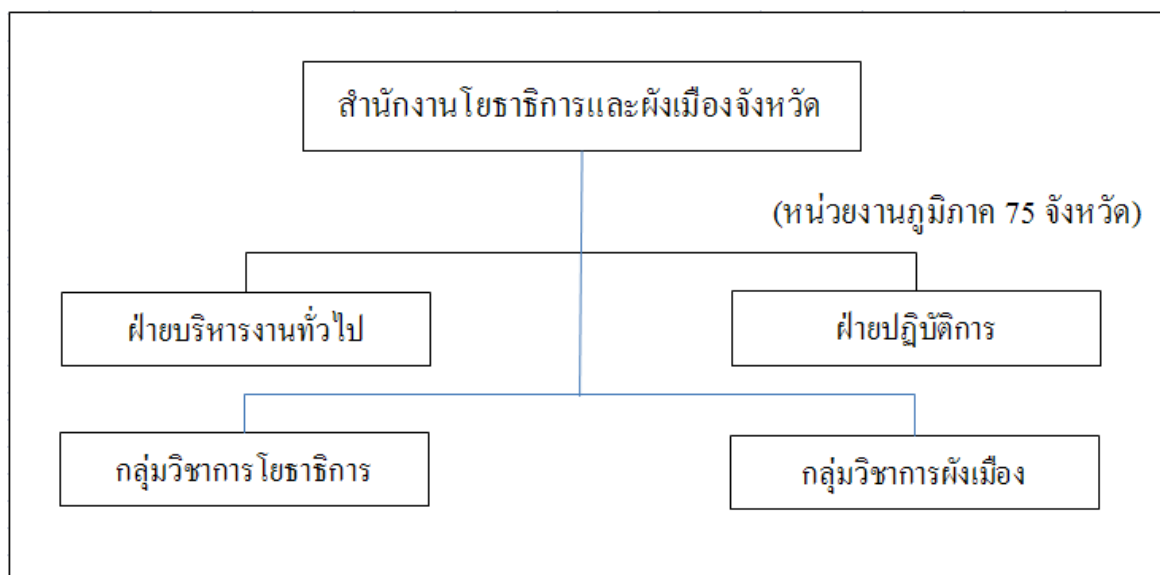 สำนักงานโยธาธิการและผังเมืองจังหวัด
(หน่วยงานภูมิภาค 75 จังหวัด)
ฝ่ายบริหารงานทั่วไป
ฝ่ายปฏิบัติการ
กลุ่มวิชาการโยธาธิการ
กลุ่มวิชาการผังเมือง